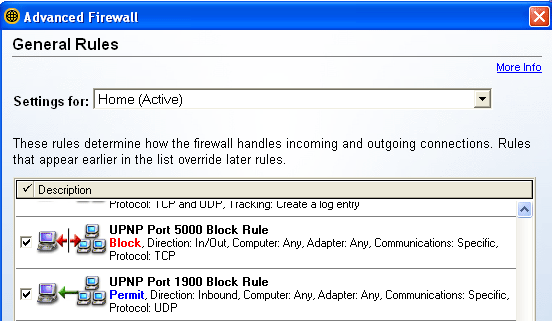 Advanced Firewall
General Rules
More Info
Settings for: Home (Active)
These rules determine how the firewall handles incoming and outgoing connections. Rules
that appear earlier in the list override later rules.
Description
Protocol: TCP and UDP, Tracking: Create a log entry
UPNP Port 5000 Block Rule
Block, Direction: In/Out, Computer: Any, Adapter: Any, Communications: Specific,
Protocol: TCP
UPNP Port 1900 Block Rule
Permit, Direction: Inbound, Computer: Any, Adapter: Any, Communications: Specific,
Protocol: UDP